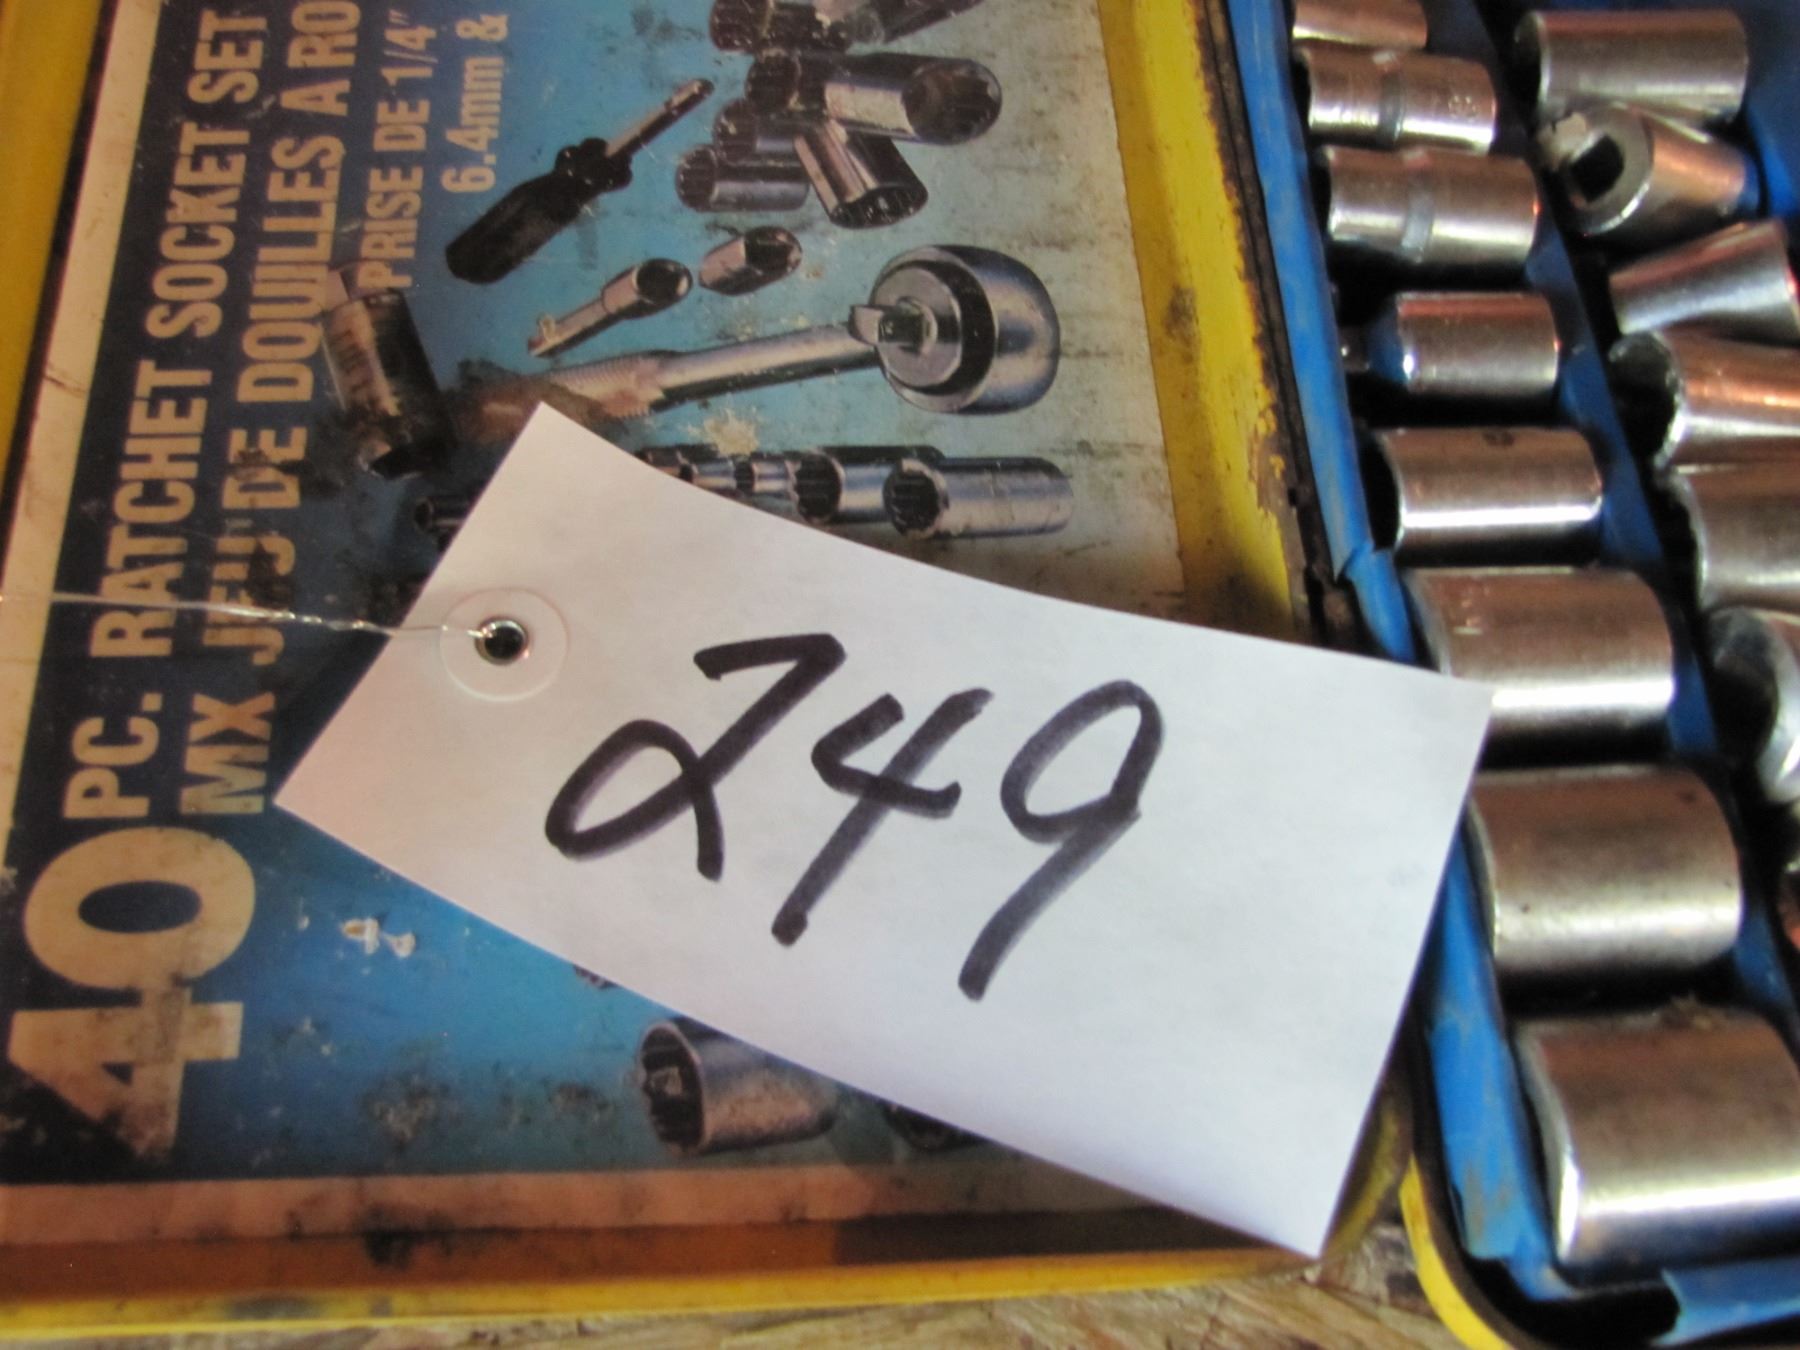 40 PC. RATCHET SOCKET SET
MX JEU DE DOUILLES A RO
PRISE DE 1/4"
6.4mm &
249